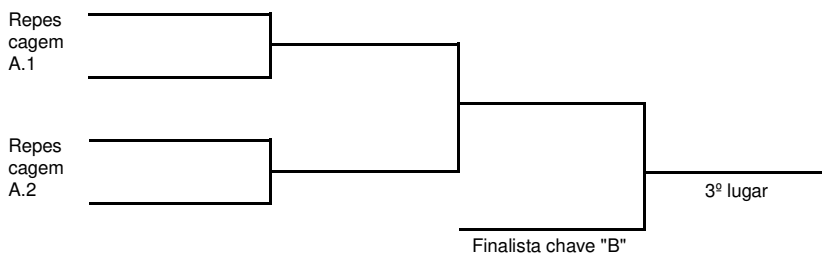 Repes
cagem
A.1
Repes
cagem
A.2
3º lugar
Finalista chave "B"